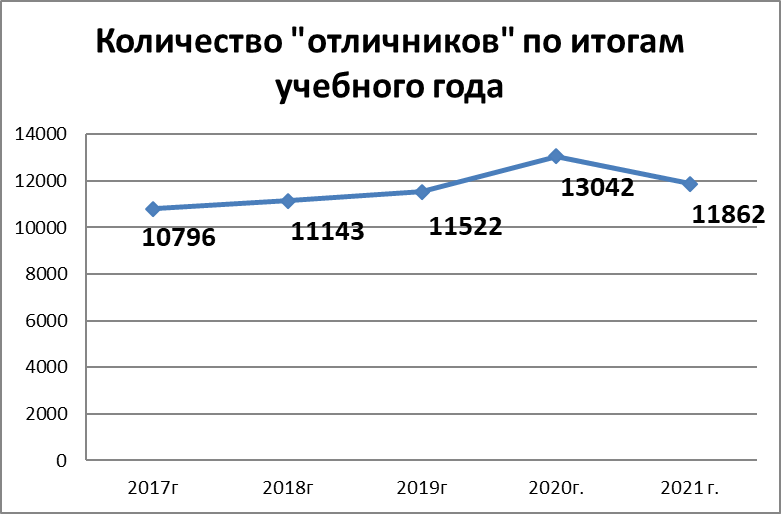 Количество "отличников" по итогам
учебного года
14000
12000
10000
8000
6000
4000
2000
0
10796
11143
11522
13042
11862
2017г
2018г
2019г
2020г.
2021 г.